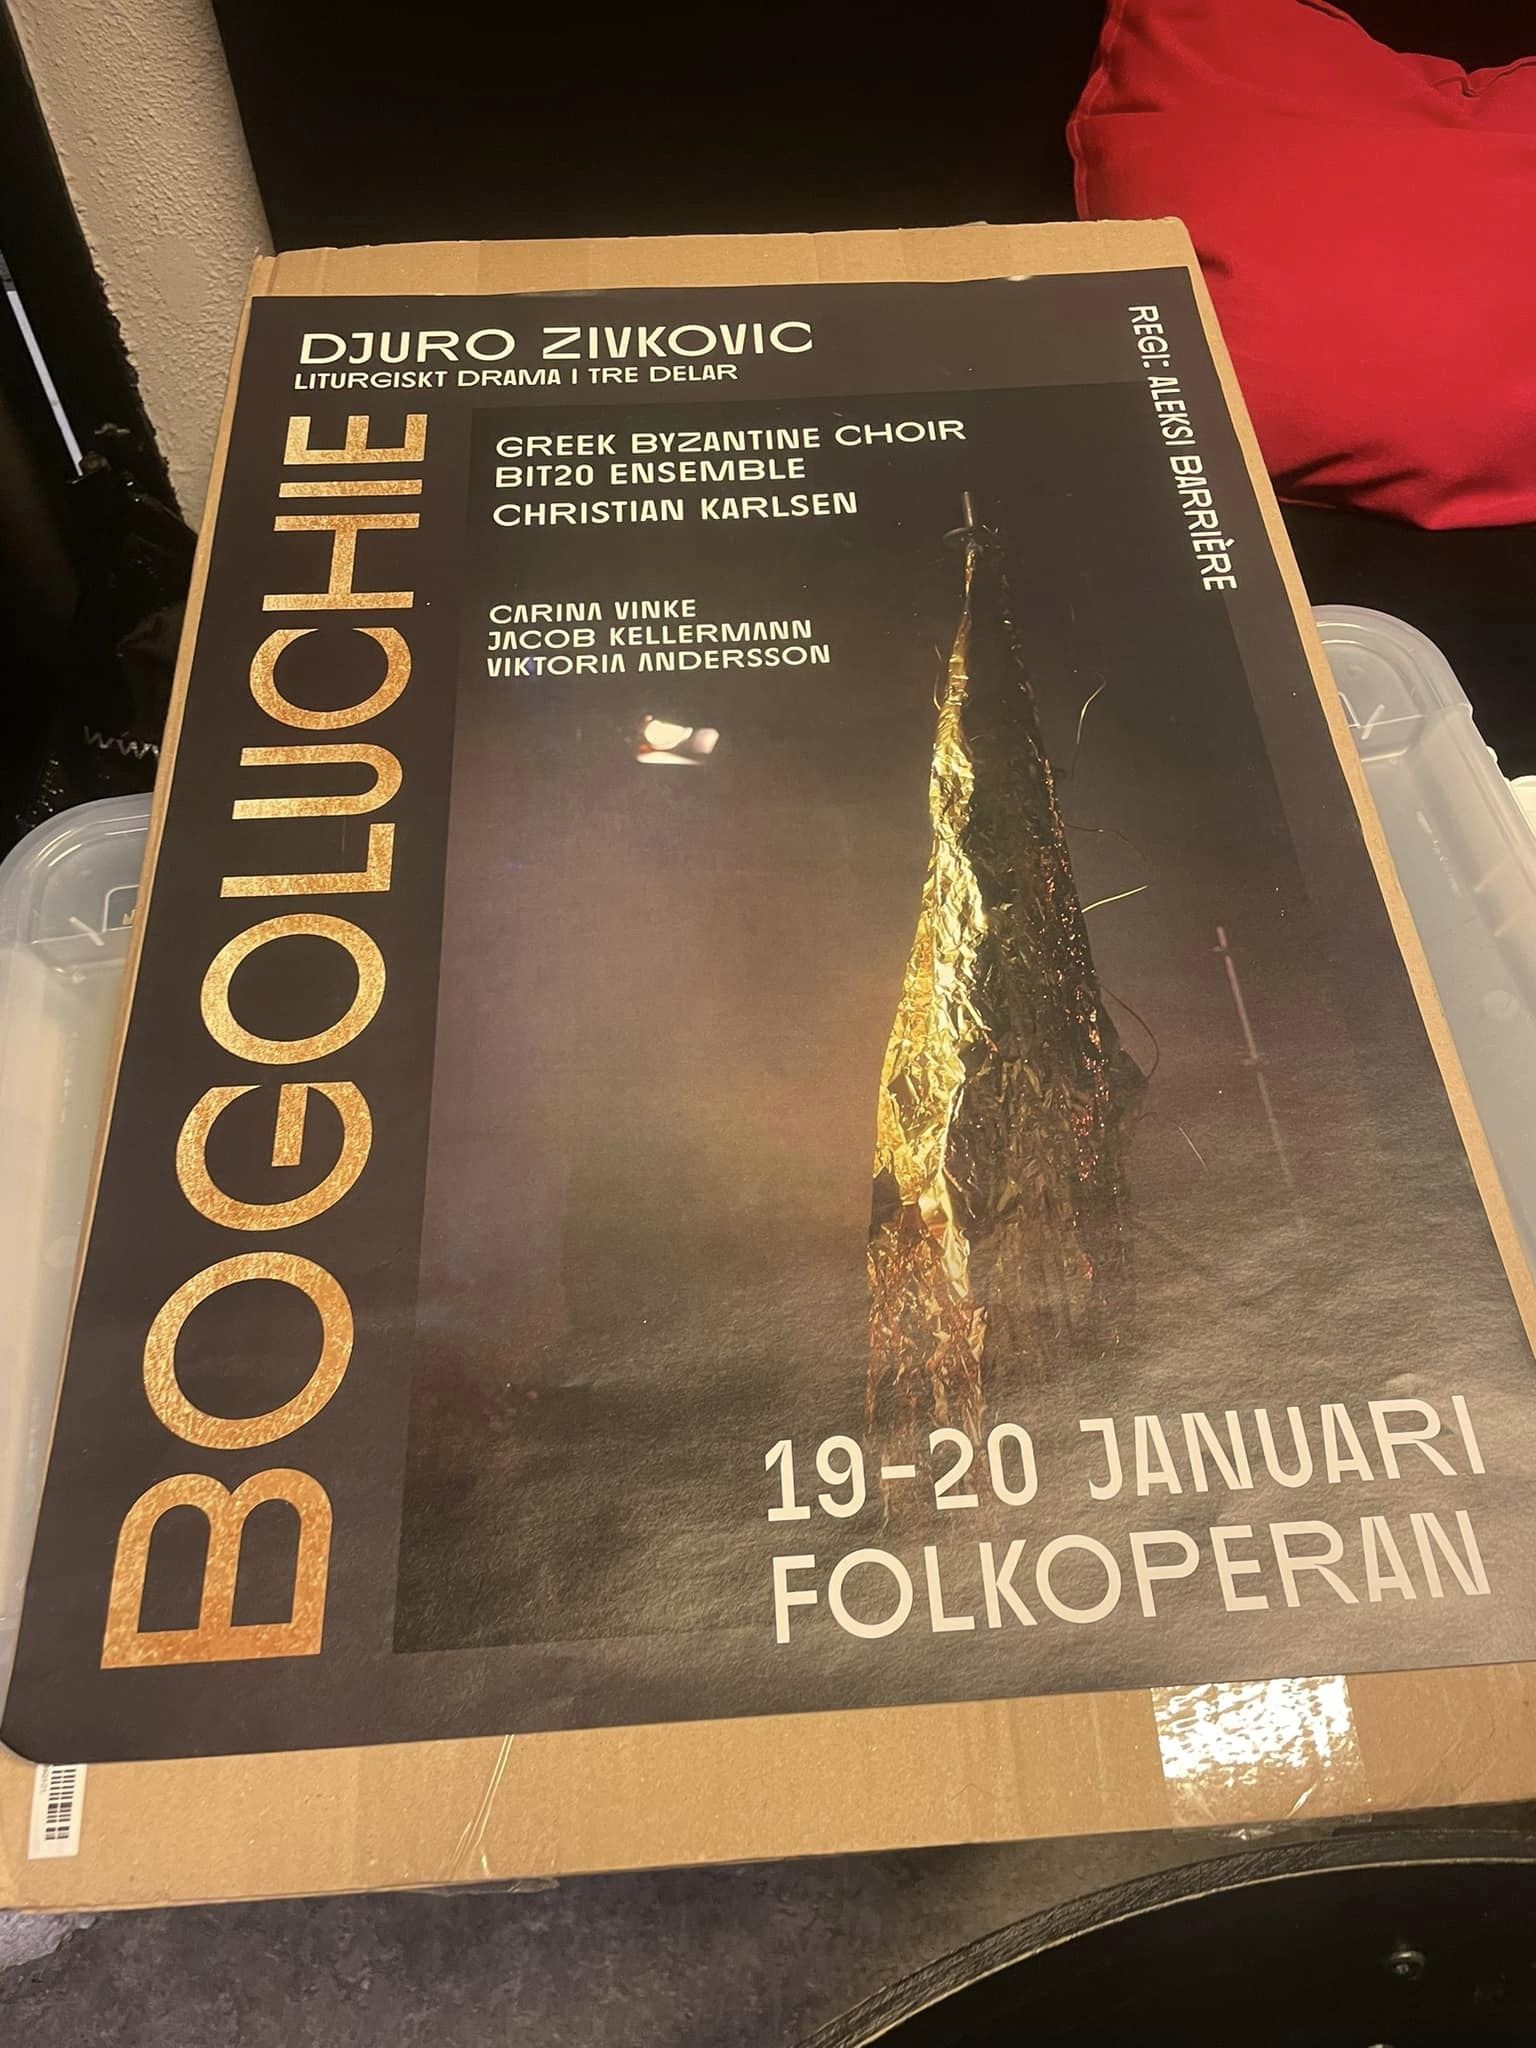 DJURO ZIVKOVIC
LITURGISKT DRAMA I TRE DELAR
BOGOLUCHIE
GREEK BYZANTINE CHOIR
BIT20 ENSEMBLE
CHRISTIAN KARLSEN
CARINA VINKE
JACOB KELLERMANN
VIKTORIA ANDERSSON
REGI: ALEKSI BARRIÈRE
19-20 JANUARI
FOLKOPERAN